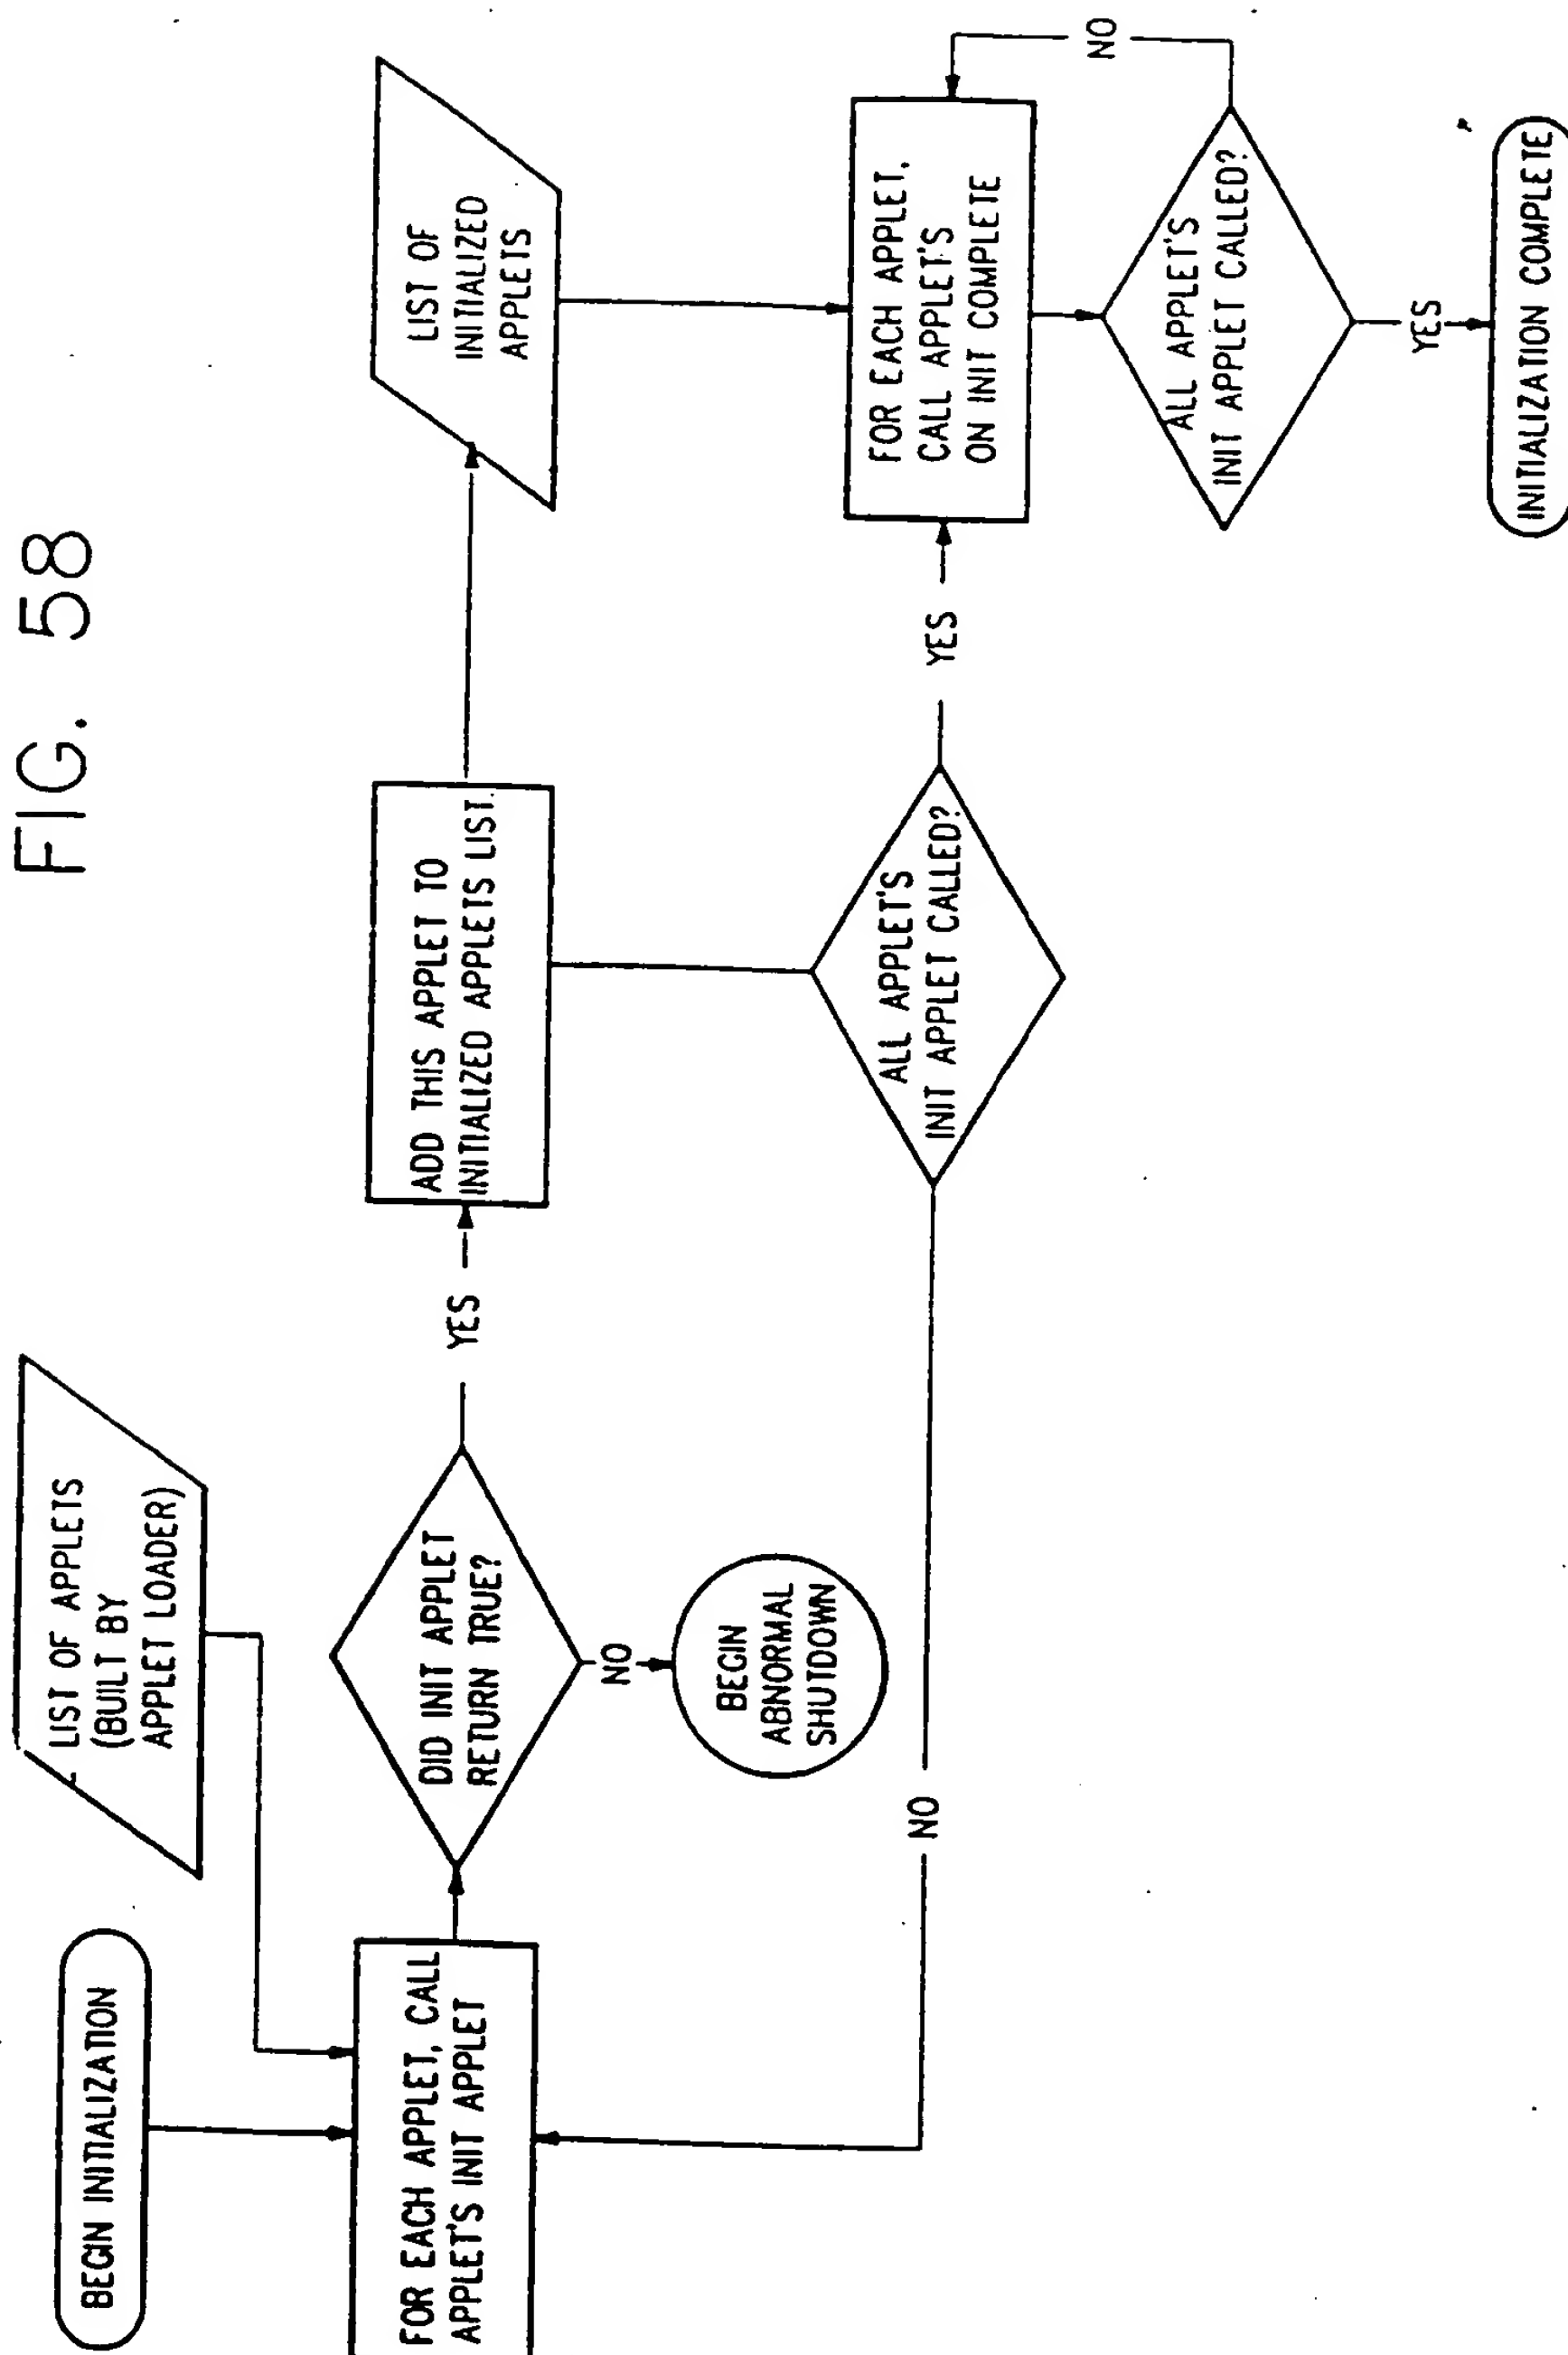 FIG. 58
BEGIN INITIALIZATION
LIST OF APPLETS
(BUILT BY
APPLET LOADER)
FOR EACH APPLET, CALL
APPLET'S INIT APPLET
DID INIT APPLET
RETURN TRUE?
YES
NO
BEGIN
ABNORMAL
SHUTDOWN
ADD THIS APPLET TO
INITIALIZED APPLETS LIST.
LIST OF
INITIALIZED
APPLETS
ALL APPLET'S
INIT APPLET CALLED?
NO
YES
FOR EACH APPLET,
CALL APPLET'S
ON INIT COMPLETE
ALL APPLET'S
INIT APPLET CALLED?
NO
YES
INITIALIZATION COMPLETE